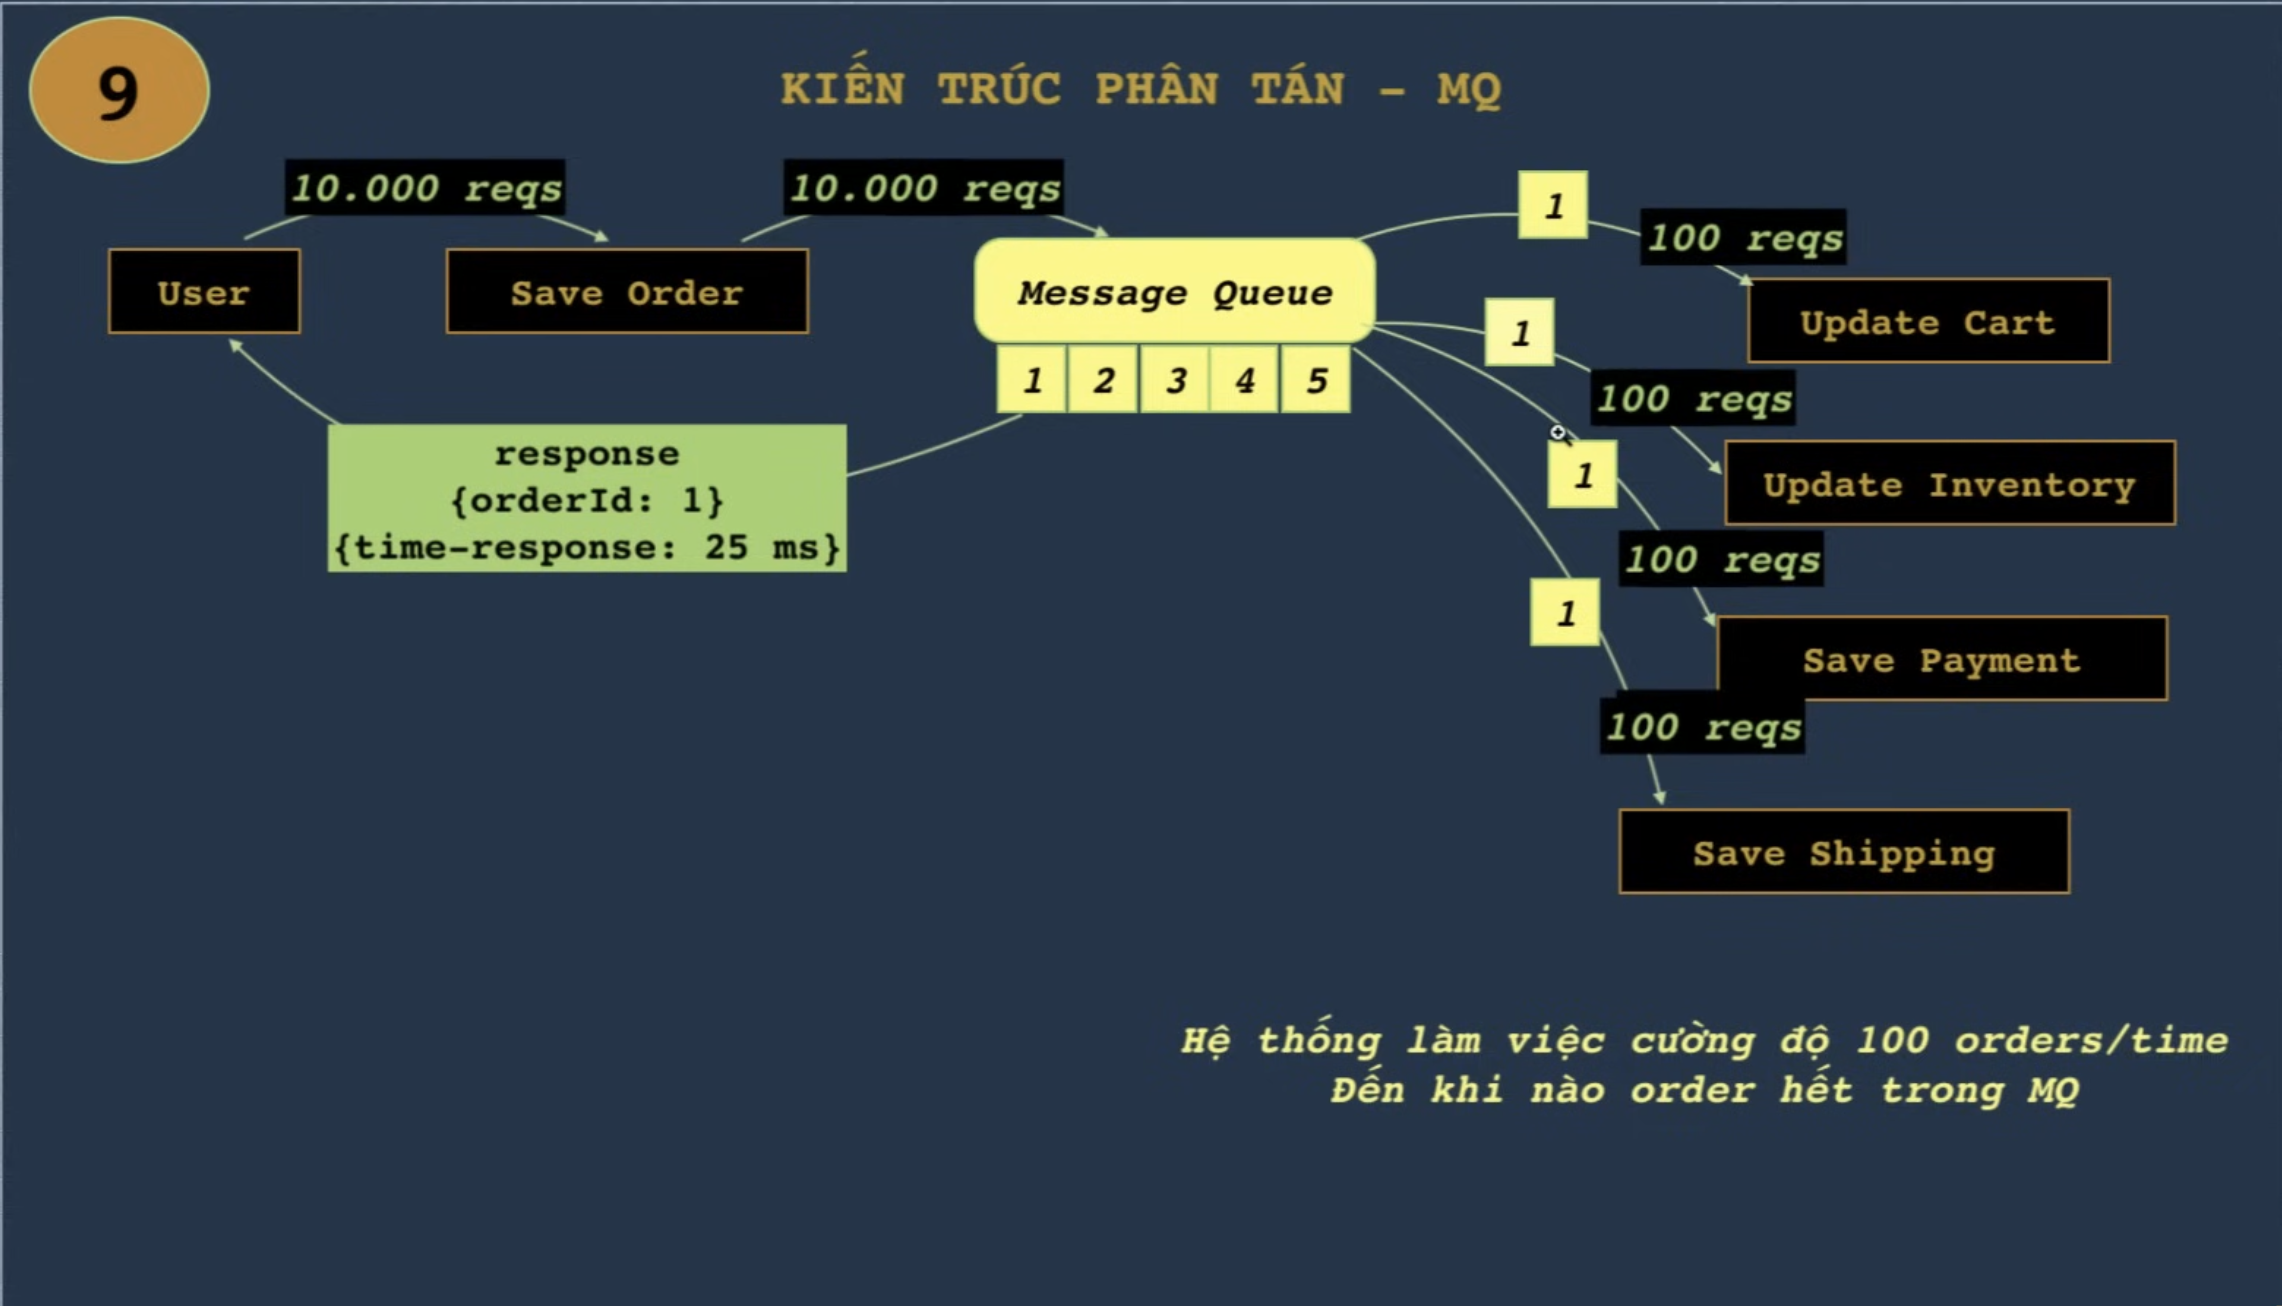 9
KIẾN TRÚC PHÂN TÁN - MQ
10.000 reqs
10.000 reqs
User
Save Order
Message Queue
1 2 3 4 5
response
{orderId: 1}
{time-response: 25 ms}
1
100 reqs
Update Cart
1
100 reqs
Update Inventory
1
100 reqs
Save Payment
1
100 reqs
Save Shipping
Hệ thống làm việc cường độ 100 orders/time
Đến khi nào order hết trong MQ